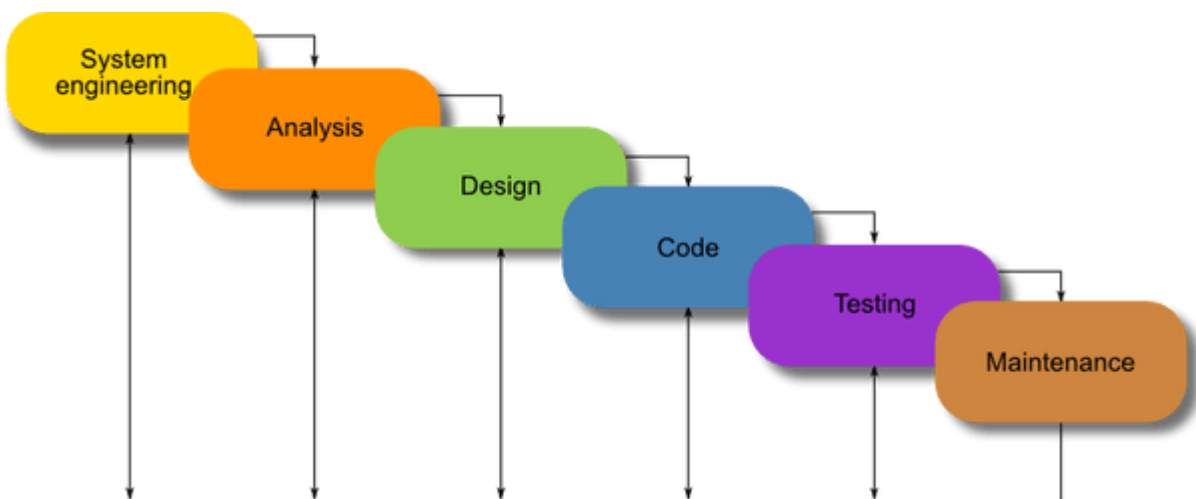 System
engineering
Analysis
Design
Code
Testing
Maintenance